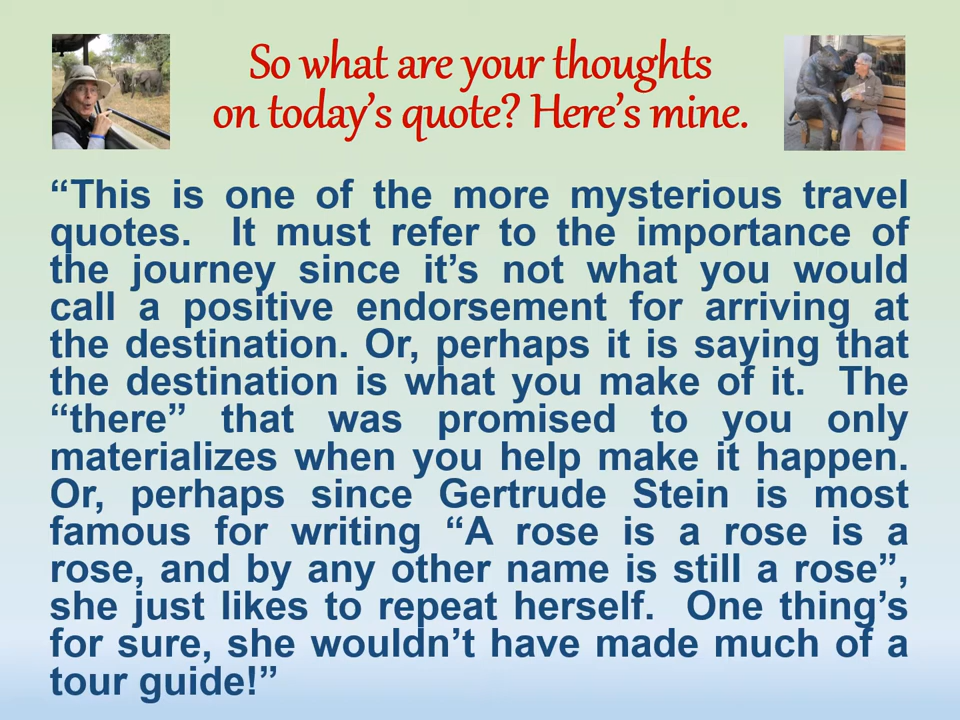 So what are your thoughts
on today’s quote? Here’s mine.
“This is one of the more mysterious travel
quotes.  It must refer to the importance of
the journey since it’s not what you would
call a positive endorsement for arriving at
the destination. Or, perhaps it is saying that
the destination is what you make of it.  The
“there” that was promised to you only
materializes when you help make it happen.
Or, perhaps since Gertrude Stein is most
famous for writing “A rose is a rose is a
rose, and by any other name is still a rose”,
she just likes to repeat herself.  One thing’s
for sure, she wouldn’t have made much of a
tour guide!”